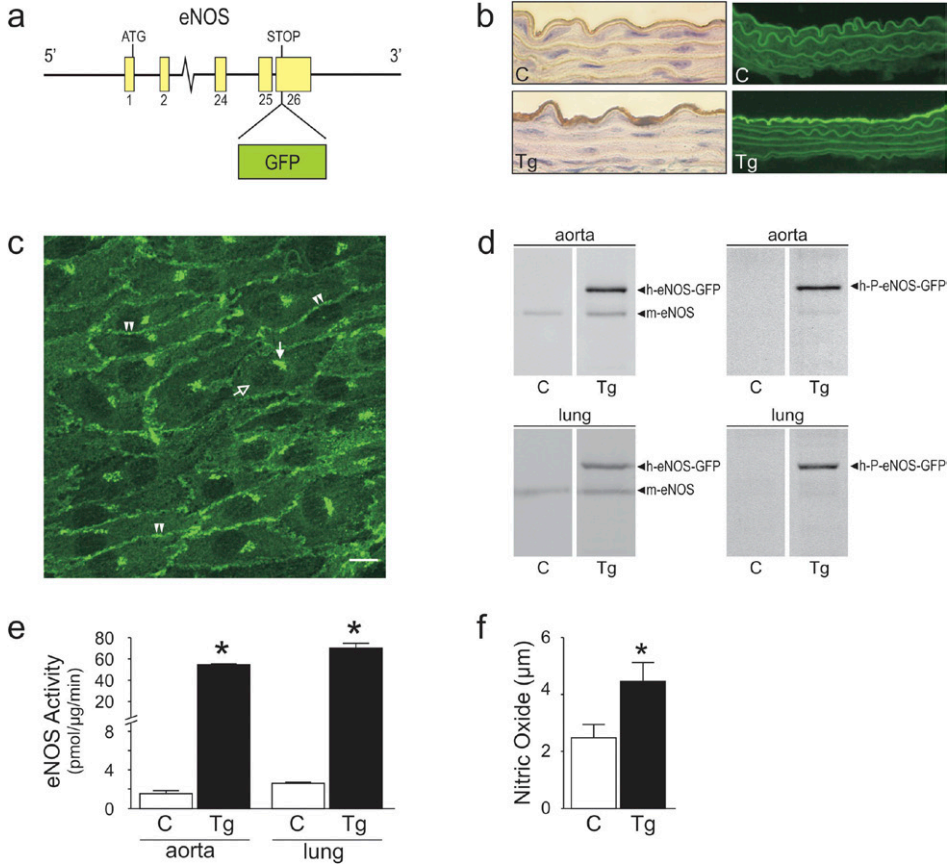 a
eNOS
ATG
STOP
5'
3'
1
2
24
25
26
GFP
b
C
C
Tg
Tg
c
d
aorta
aorta
h-eNOS-GFP
m-eNOS
h-P-eNOS-GFP
C
Tg
C
Tg
lung
lung
h-eNOS-GFP
m-eNOS
h-P-eNOS-GFP
C
Tg
C
Tg
e
eNOS Activity
(pmol/µg/min)
80
60
40
20
8
4
0
*
*
C
Tg
C
Tg
aorta
lung
f
Nitric Oxide (µm)
6
4
2
0
*
C
Tg